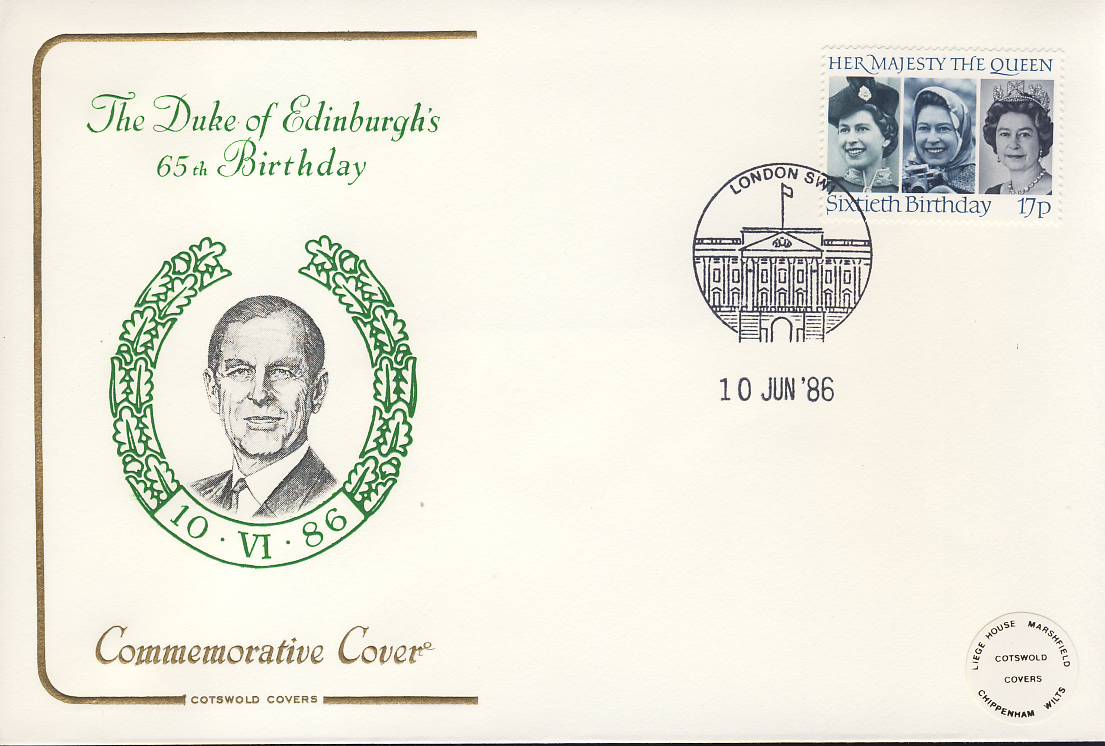 The Duke of Edinburgh's
65th Birthday
10 · VI · 86
Commemorative Cover
COTSWOLD COVERS
HER MAJESTY THE QUEEN
Sixtieth Birthday 17p
LONDON SW1
10 JUN '86
LIEGE HOUSE MARSHFIELD
COTSWOLD
COVERS
CHIPPENHAM WILTS